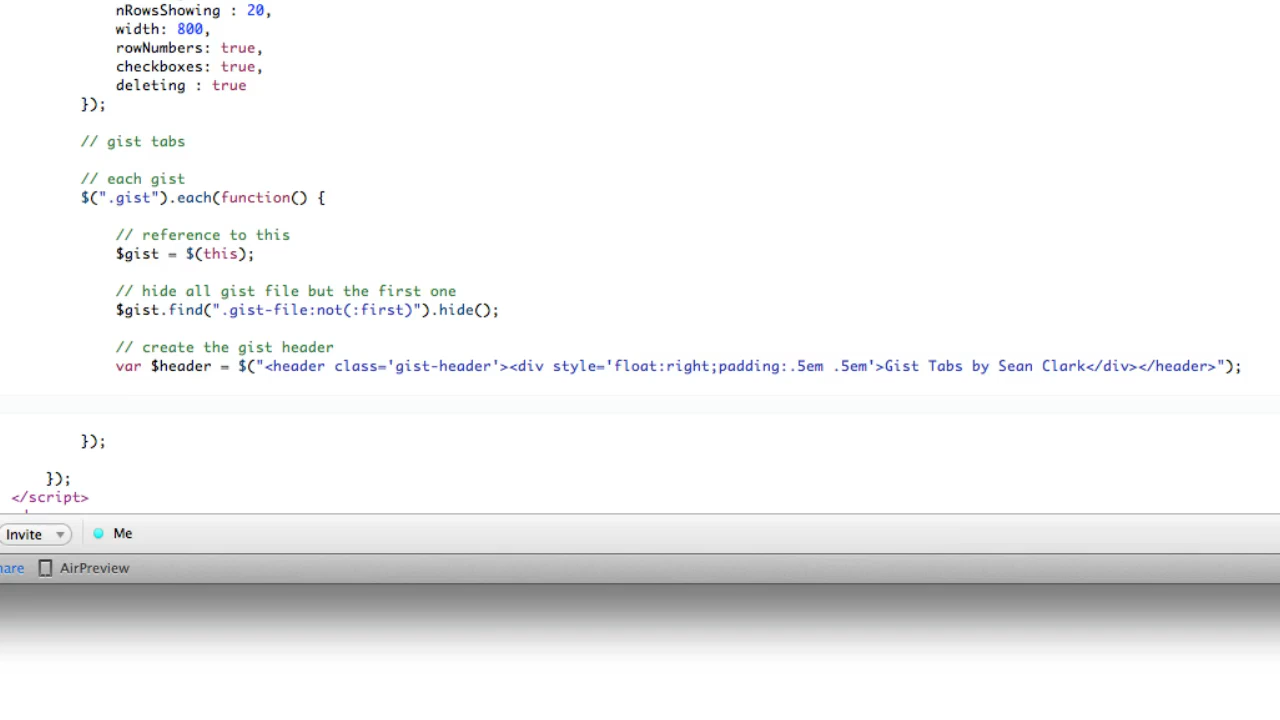 nRowsShowing : 20,
width: 800,
rowNumbers: true,
checkboxes: true,
deleting : true
});
// gist tabs
// each gist
$(".gist").each(function() {
// reference to this
$gist = $(this);
// hide all gist file but the first one
$gist.find(".gist-file:not(:first)").hide();
// create the gist header
var $header = $("<header class='gist-header'><div style='float:right;padding:.5em .5em'>Gist Tabs by Sean Clark</div></header>");
});
});
</script>
Invite Me
AirPreview